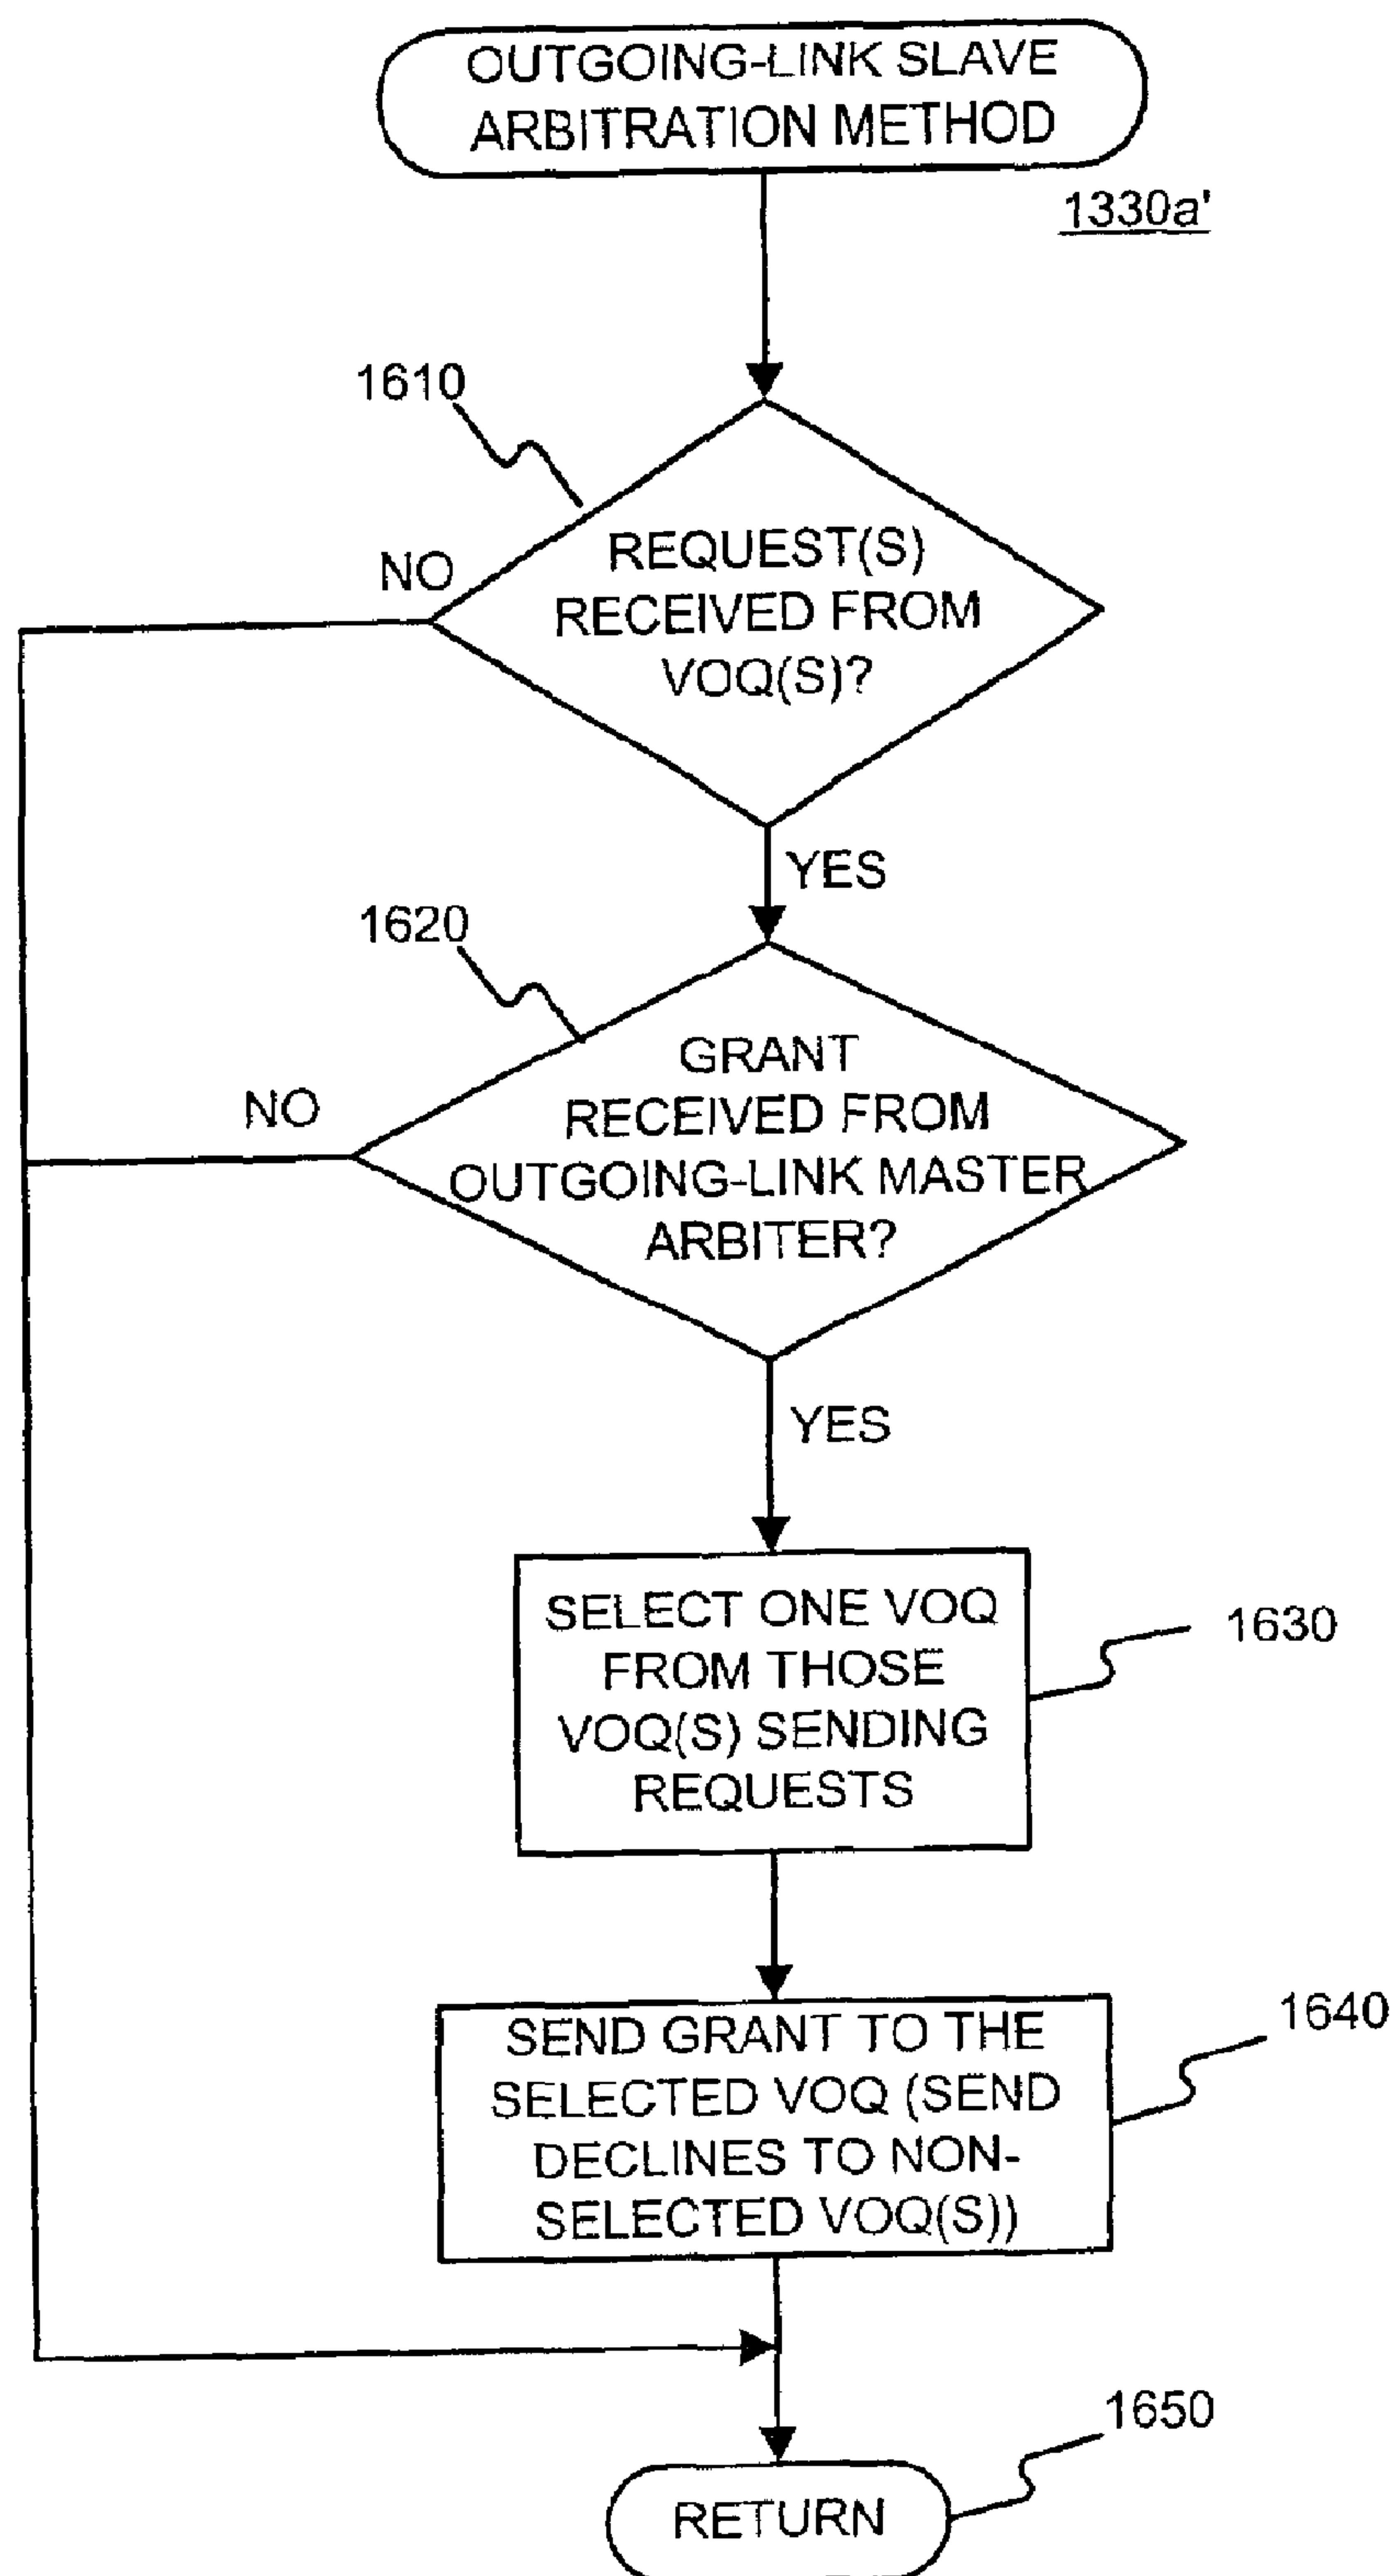 OUTGOING-LINK SLAVE
ARBITRATION METHOD
1330a'
1610
NO
REQUEST(S)
RECEIVED FROM
VOQ(S)?
YES
1620
NO
GRANT
RECEIVED FROM
OUTGOING-LINK MASTER
ARBITER?
YES
SELECT ONE VOQ
FROM THOSE
VOQ(S) SENDING
REQUESTS
1630
SEND GRANT TO THE
SELECTED VOQ (SEND
DECLINES TO NON-
SELECTED VOQ(S))
1640
1650
RETURN